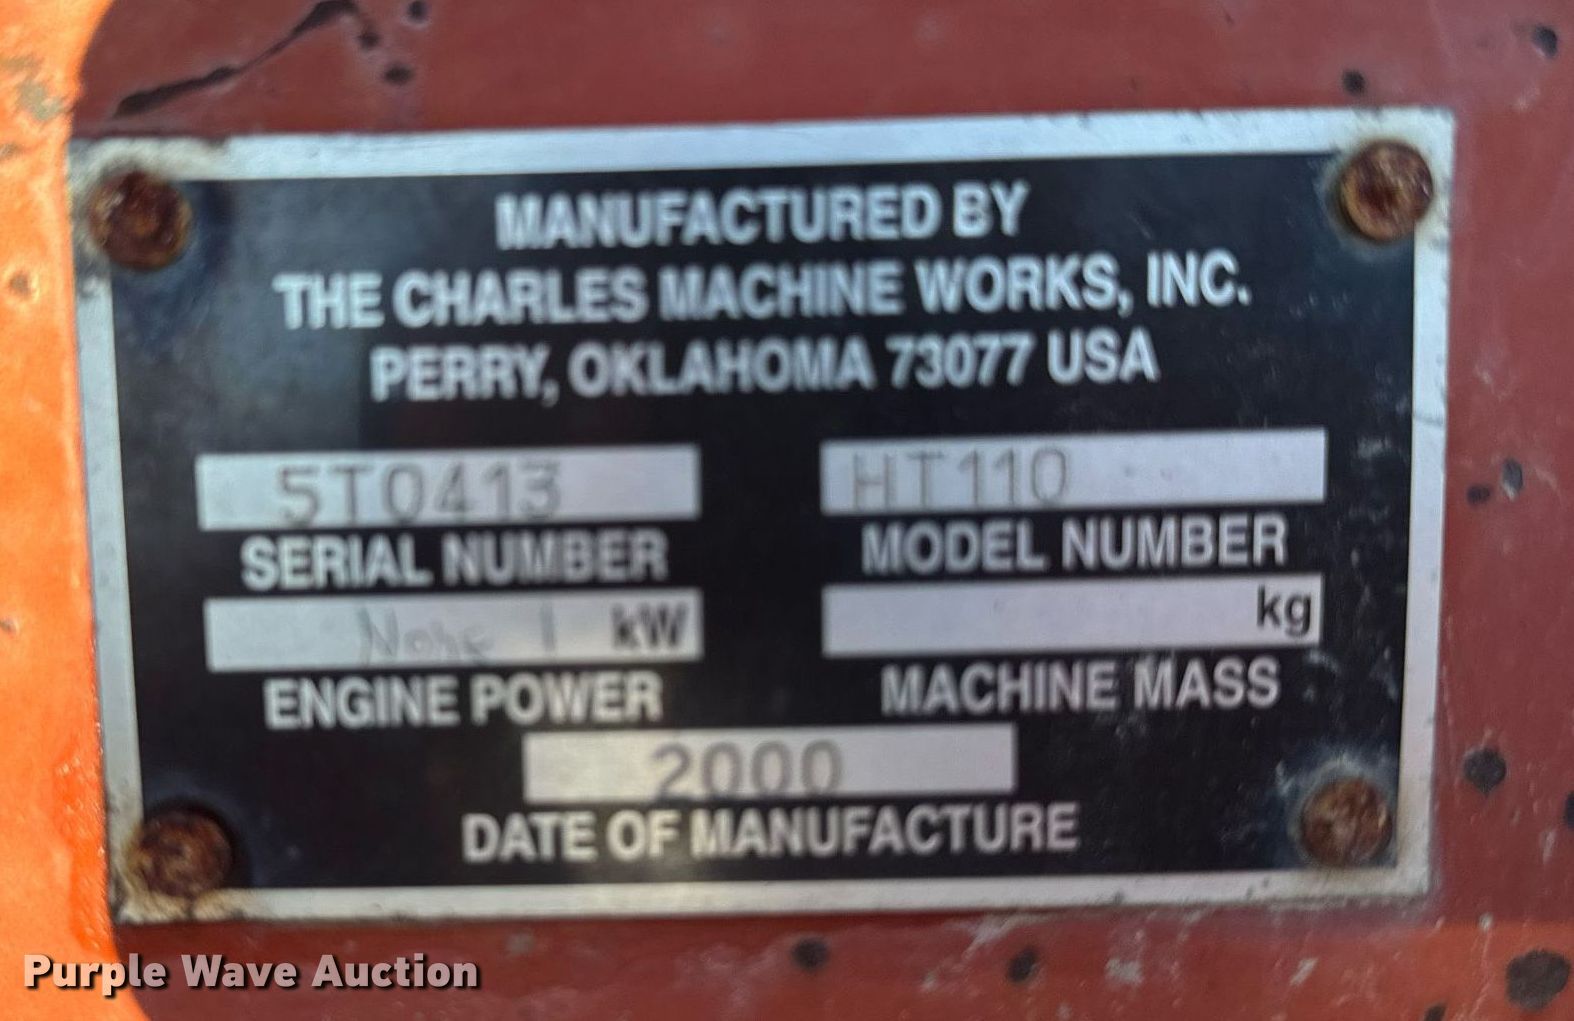 MANUFACTURED BY
THE CHARLES MACHINE WORKS, INC.
PERRY, OKLAHOMA 73077 USA
5T0413 HT110
SERIAL NUMBER MODEL NUMBER
kW kg
ENGINE POWER MACHINE MASS
2000
DATE OF MANUFACTURE
Purple Wave Auction